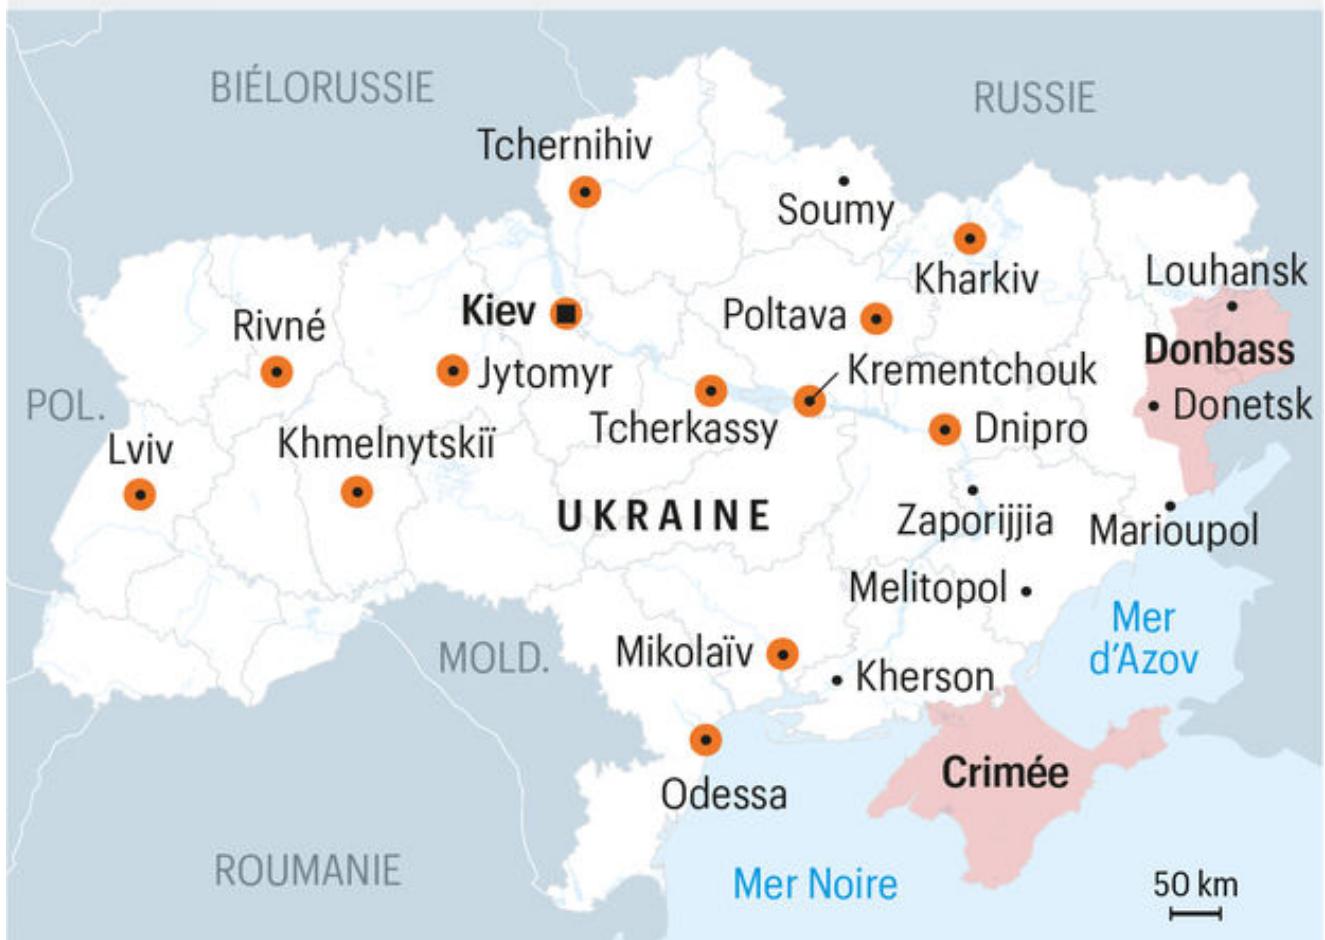 BIÉLORUSSIE
RUSSIE
Tchernihiv
Soumy
Kharkiv
Louhansk
Kiev
Poltava
Rivné
Donbass
Jytomyr
Krementchouk
POL.
Donetsk
Tcherkassy
Dnipro
Lviv
Khmelnytskiï
UKRAINE
Zaporijjia
Marioupol
Melitopol
Mer
d'Azov
MOLD.
Mikolaïv
Kherson
Crimée
Odessa
ROUMANIE
Mer Noire
50 km